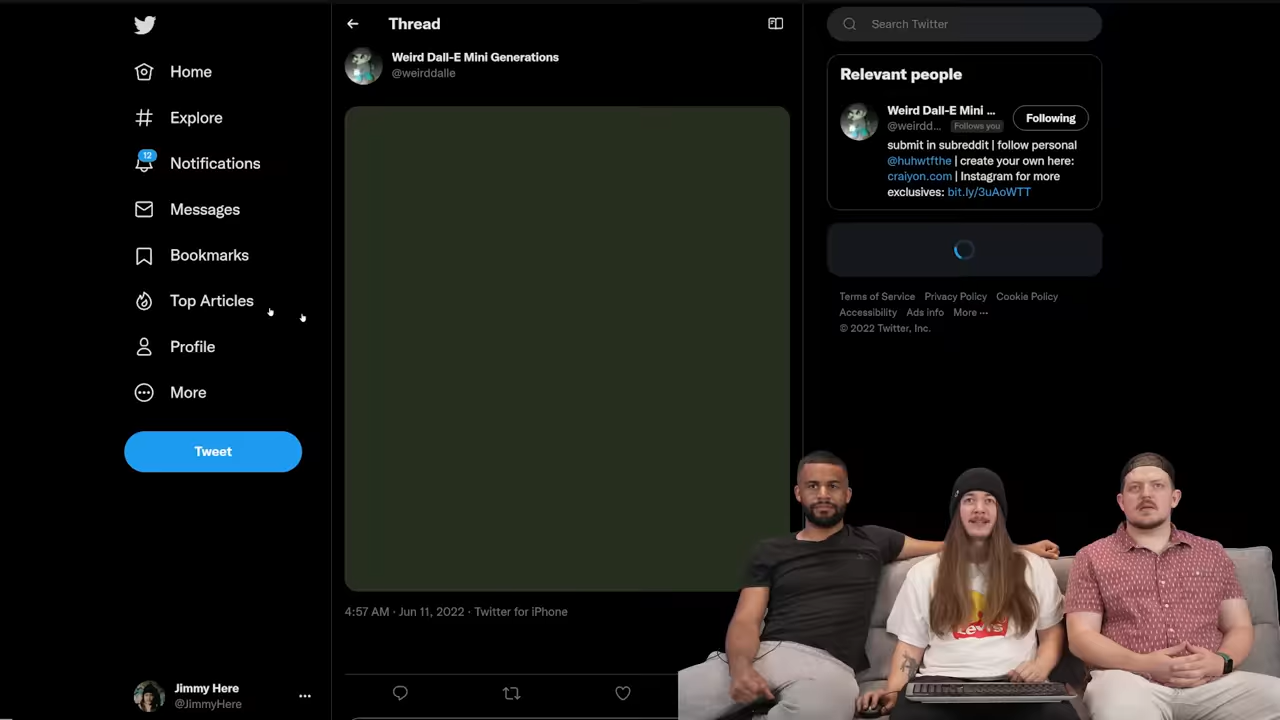 Home
Explore
12
Notifications
Messages
Bookmarks
Top Articles
Profile
More
Tweet
Jimmy Here
@JimmyHere
Thread
Weird Dall-E Mini Generations
@weirddalle
4:57 AM · Jun 11, 2022 · Twitter for iPhone
Search Twitter
Relevant people
Weird Dall-E Mini ...
@weirdd... Follows you
Following
submit in subreddit | follow personal
@huhwtfthe | create your own here:
craiyon.com | Instagram for more
exclusives: bit.ly/3uAoWTT
Terms of Service Privacy Policy Cookie Policy
Accessibility Ads info More ···
© 2022 Twitter, Inc.
Levi's